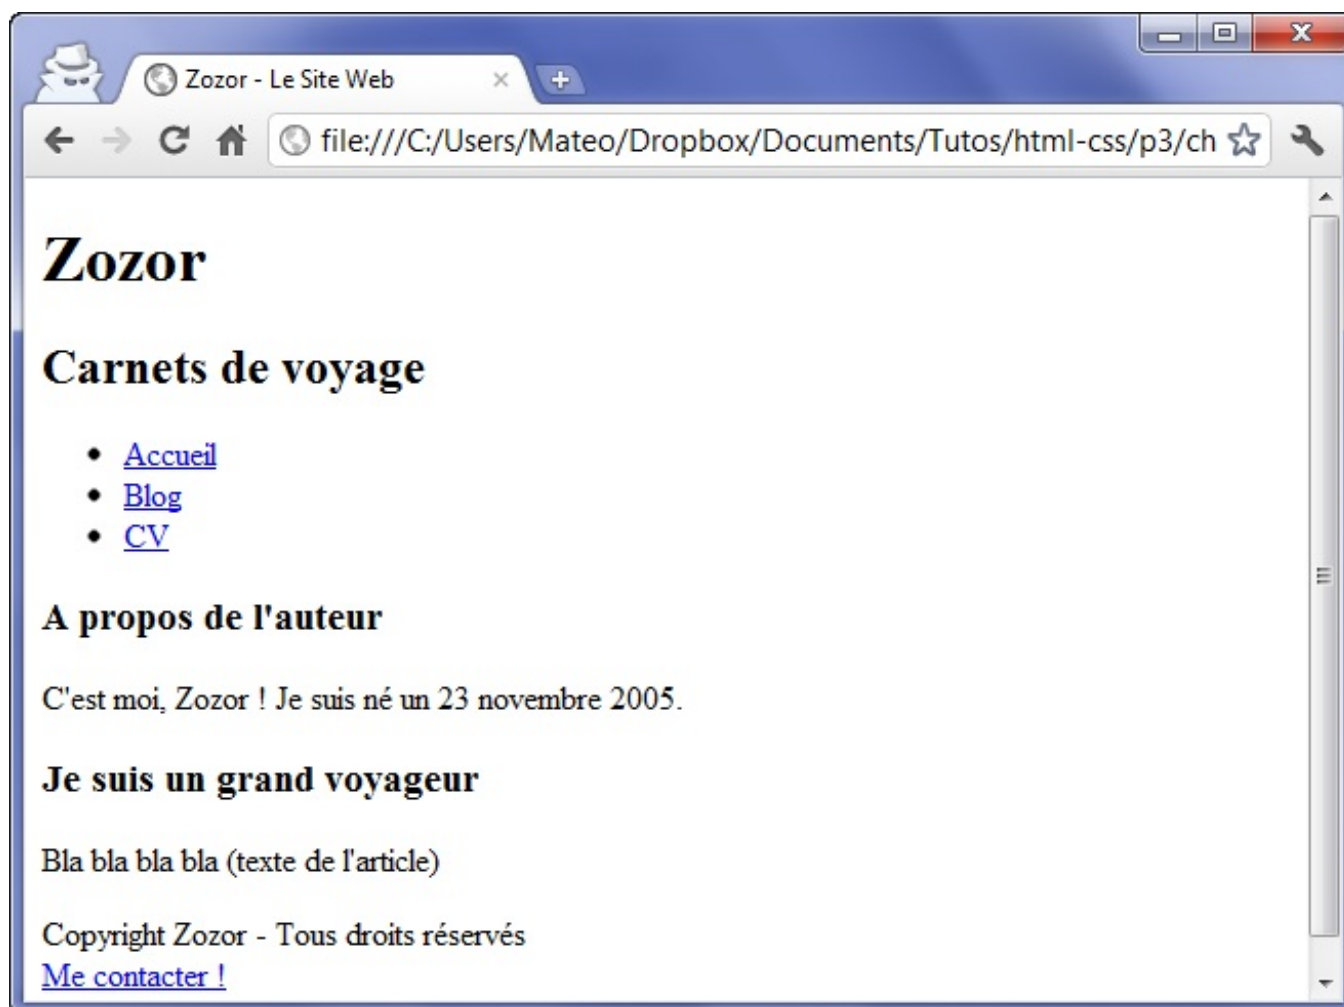 Zozor - Le Site Web
file:///C:/Users/Mateo/Dropbox/Documents/Tutos/html-css/p3/ch
Zozor
Carnets de voyage
Accueil
Blog
CV
A propos de l'auteur
C'est moi, Zozor ! Je suis né un 23 novembre 2005.
Je suis un grand voyageur
Bla bla bla bla (texte de l'article)
Copyright Zozor - Tous droits réservés
Me contacter !